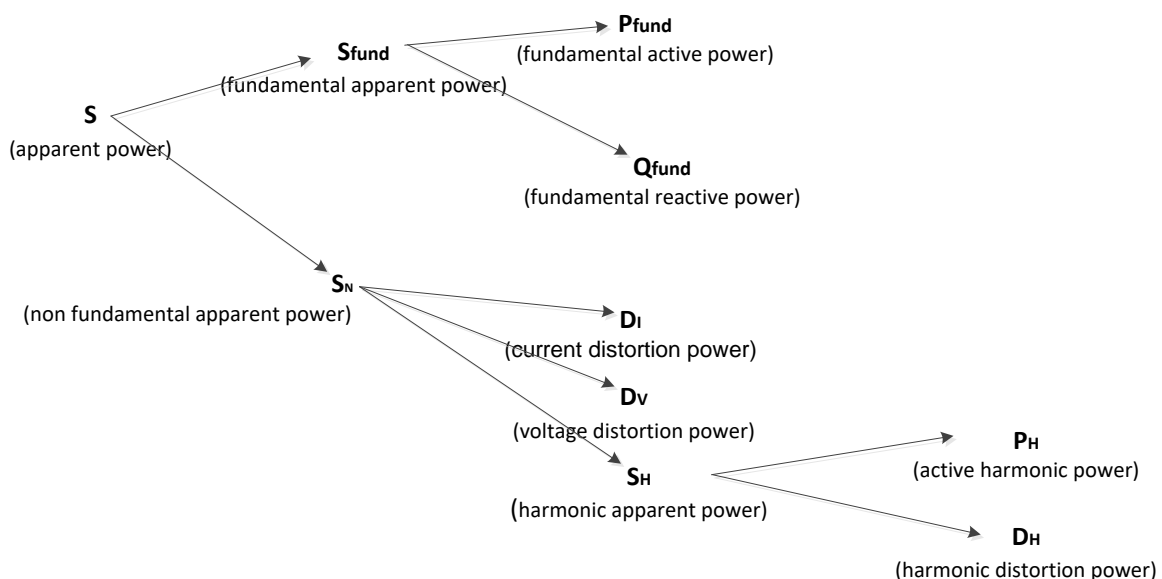 Pfund
(fundamental active power)
Sfund
(fundamental apparent power)
S
(apparent power)
Qfund
(fundamental reactive power)
SN
(non fundamental apparent power)
DI
(current distortion power)
DV
(voltage distortion power)
SH
(harmonic apparent power)
PH
(active harmonic power)
DH
(harmonic distortion power)